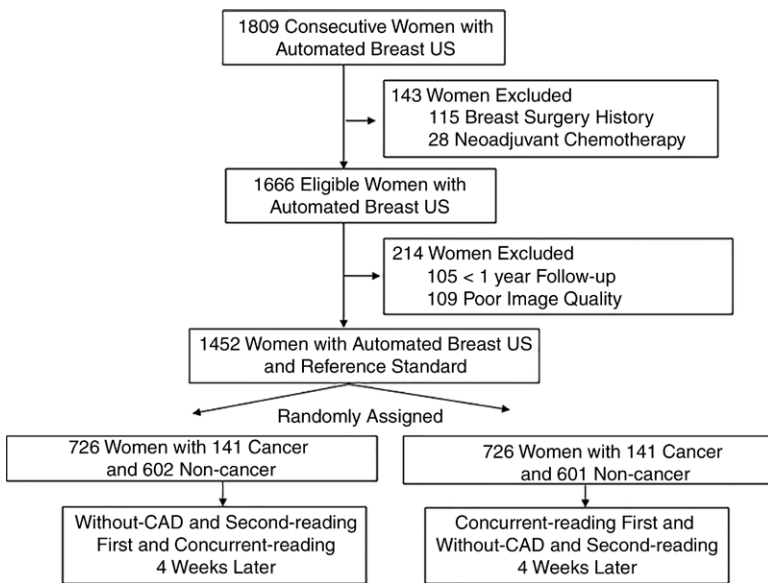 1809 Consecutive Women with
Automated Breast US
143 Women Excluded
115 Breast Surgery History
28 Neoadjuvant Chemotherapy
1666 Eligible Women with
Automated Breast US
214 Women Excluded
105 < 1 year Follow-up
109 Poor Image Quality
1452 Women with Automated Breast US
and Reference Standard
Randomly Assigned
726 Women with 141 Cancer
and 602 Non-cancer
726 Women with 141 Cancer
and 601 Non-cancer
Without-CAD and Second-reading
First and Concurrent-reading
4 Weeks Later
Concurrent-reading First and
Without-CAD and Second-reading
4 Weeks Later